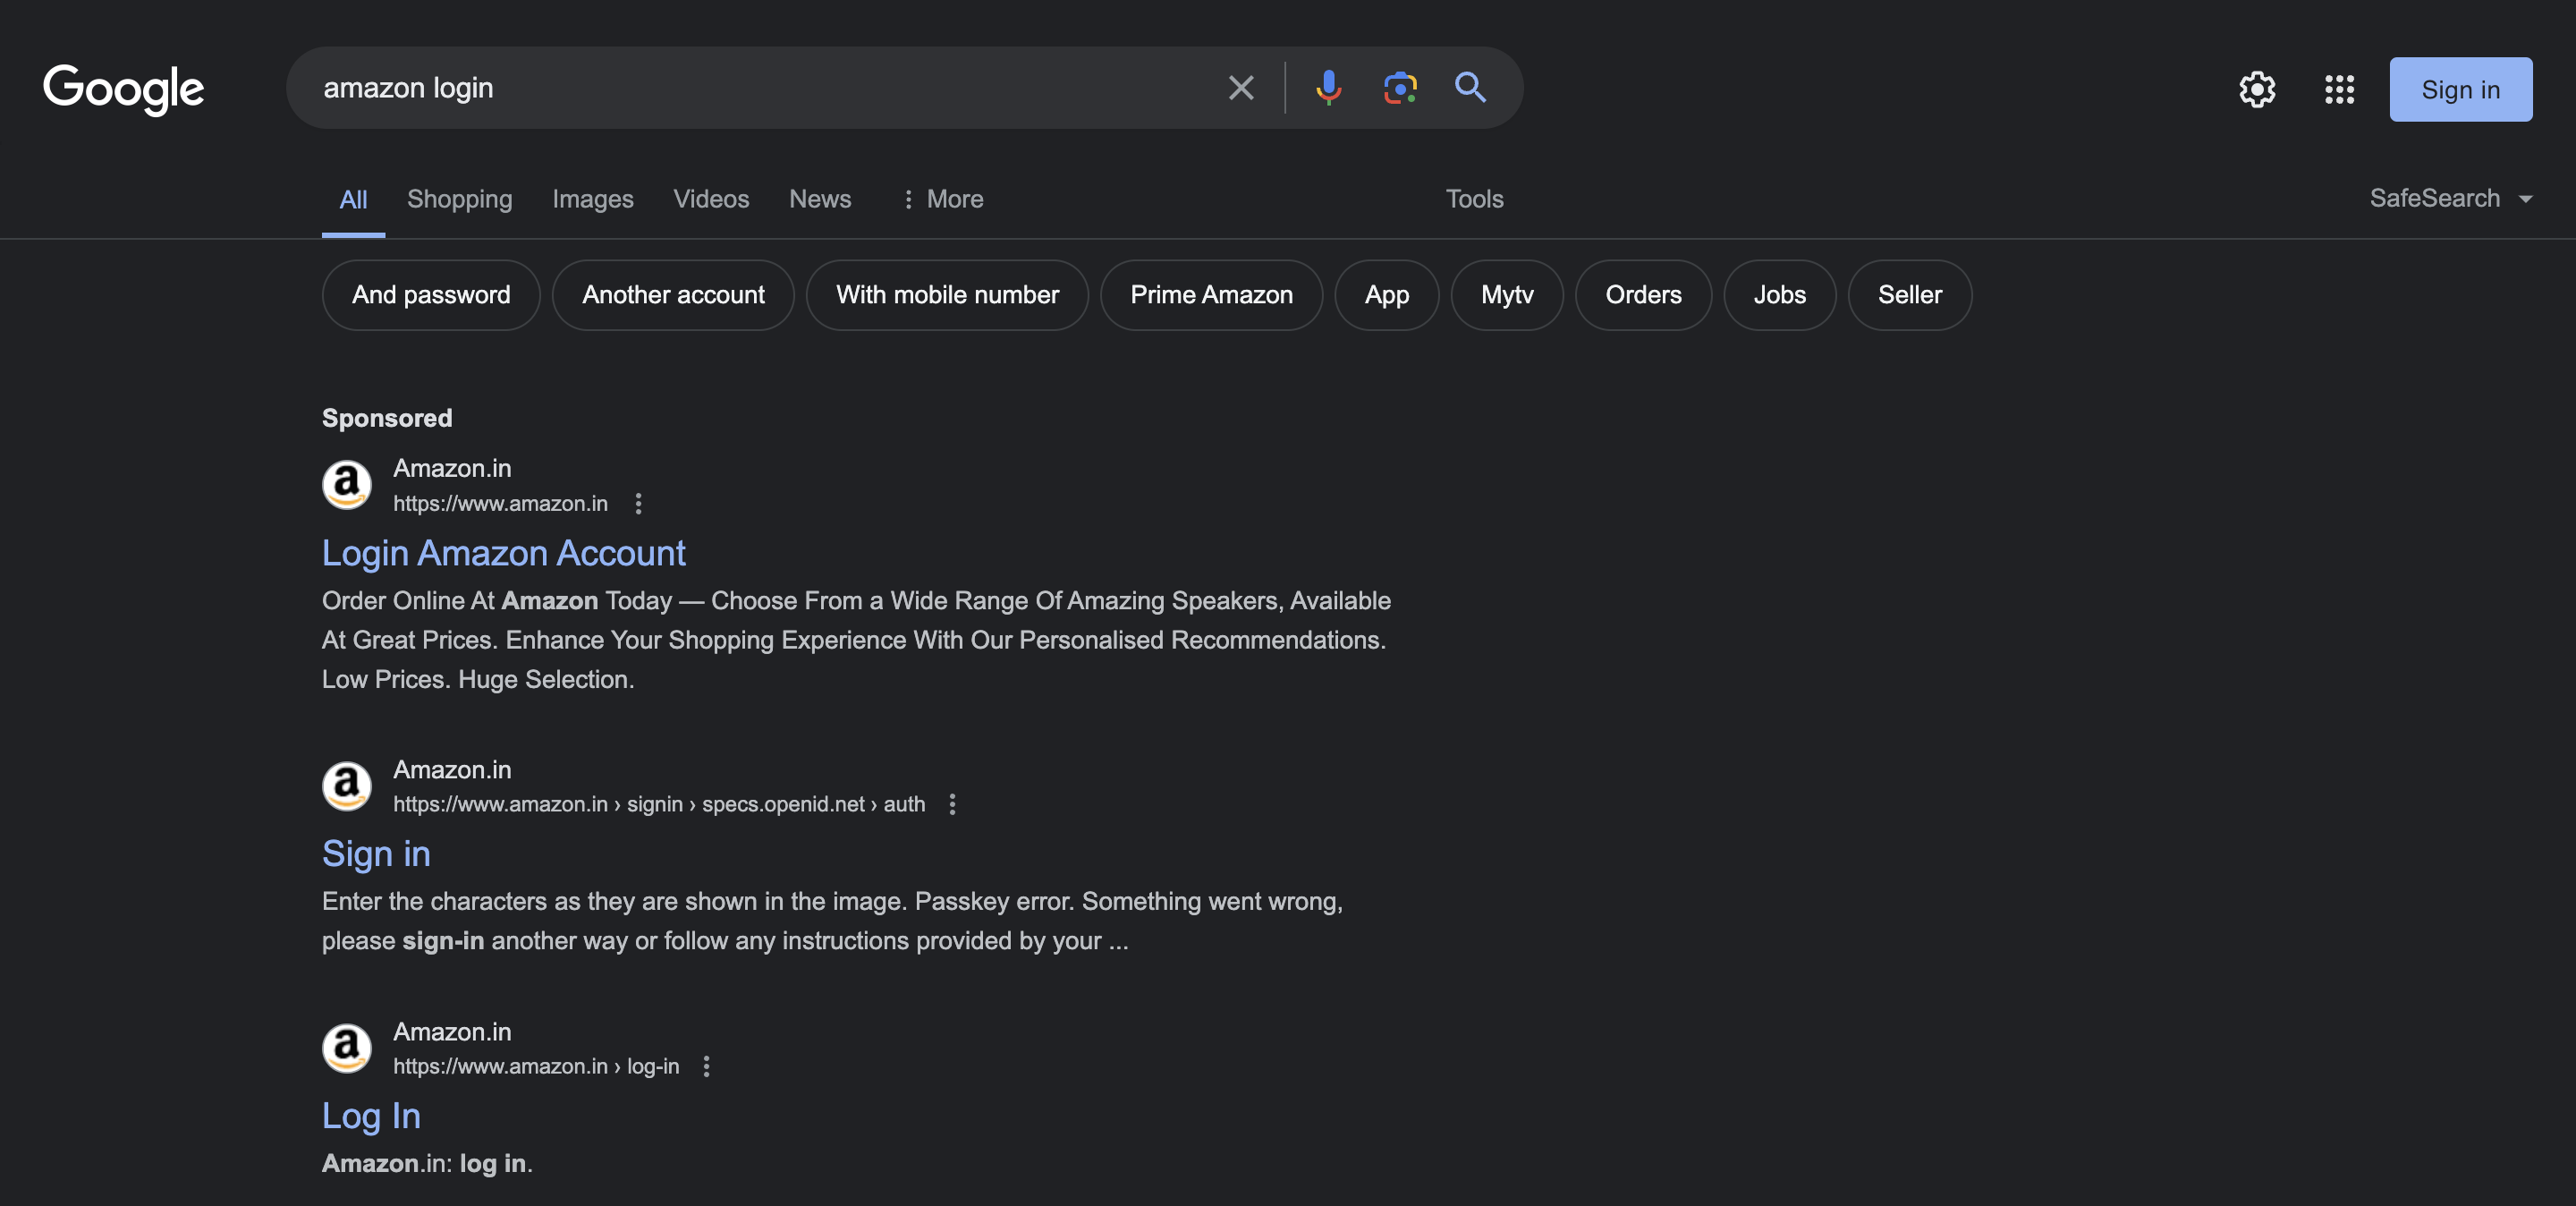 Google
amazon login
Sign in
All Shopping Images Videos News More Tools SafeSearch
And password Another account With mobile number Prime Amazon App Mytv Orders Jobs Seller
Sponsored
a
Amazon.in
https://www.amazon.in
Login Amazon Account
Order Online At Amazon Today — Choose From a Wide Range Of Amazing Speakers, Available
At Great Prices. Enhance Your Shopping Experience With Our Personalised Recommendations.
Low Prices. Huge Selection.
a
Amazon.in
https://www.amazon.in › signin › specs.openid.net › auth
Sign in
Enter the characters as they are shown in the image. Passkey error. Something went wrong,
please sign-in another way or follow any instructions provided by your ...
a
Amazon.in
https://www.amazon.in › log-in
Log In
Amazon.in: log in.